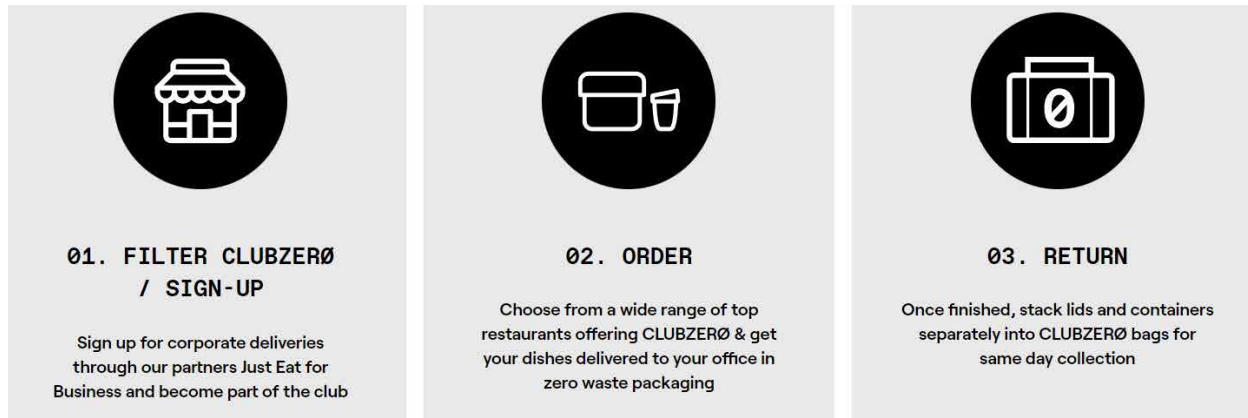 0
01. FILTER CLUBZERØ
/ SIGN-UP
Sign up for corporate deliveries
through our partners Just Eat for
Business and become part of the club
02. ORDER
Choose from a wide range of top
restaurants offering CLUBZERØ & get
your dishes delivered to your office in
zero waste packaging
03. RETURN
Once finished, stack lids and containers
separately into CLUBZERØ bags for
same day collection